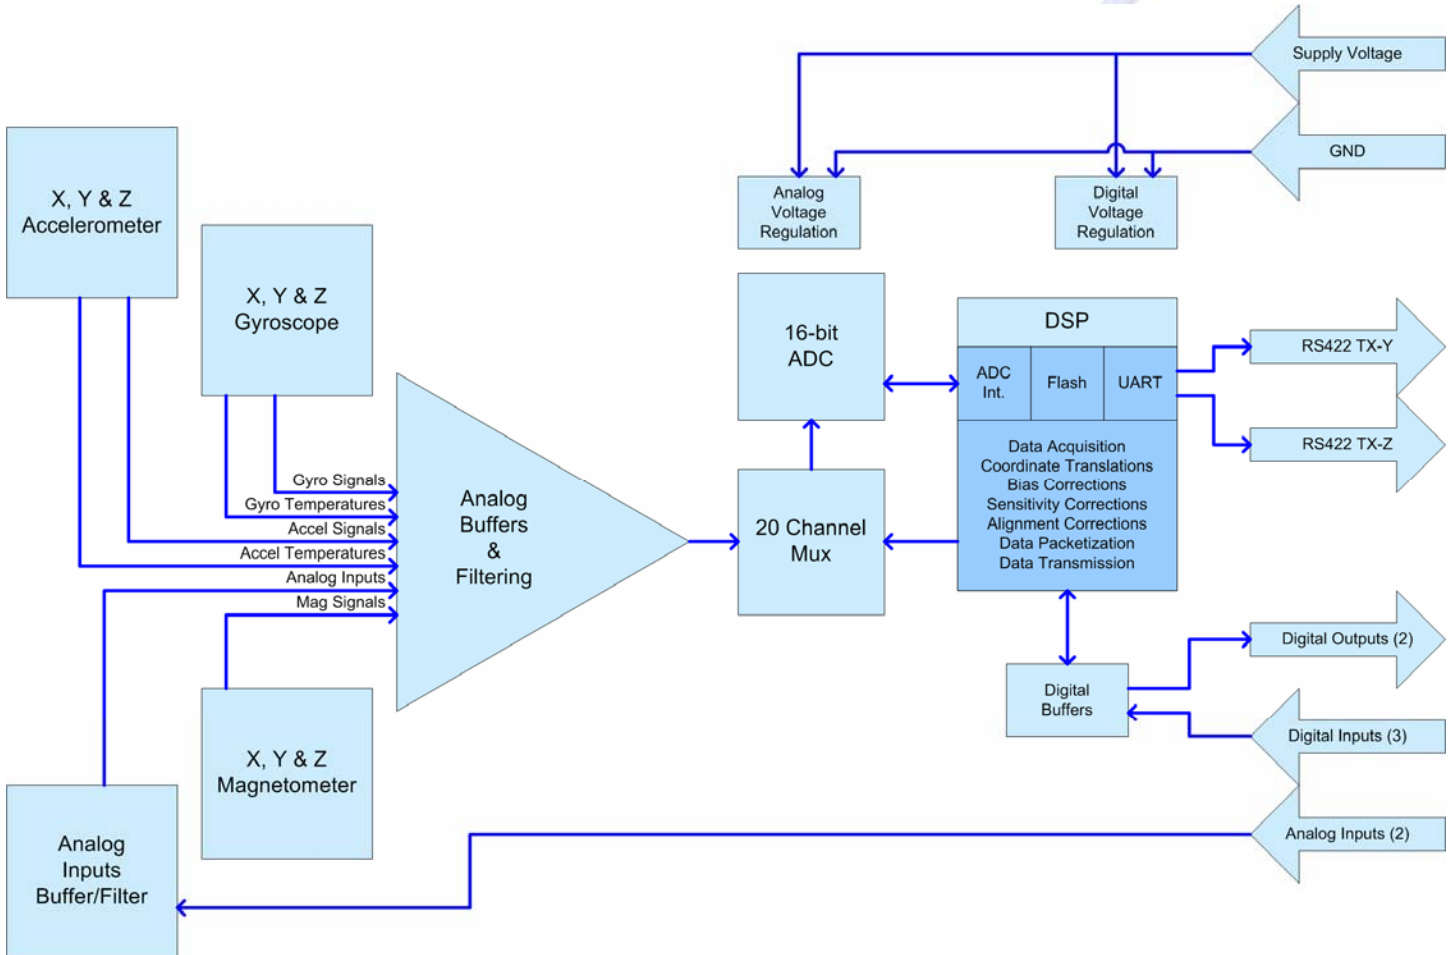 Supply Voltage
GND
X, Y & Z
Accelerometer
Analog
Voltage
Regulation
Digital
Voltage
Regulation
X, Y & Z
Gyroscope
16-bit
ADC
DSP
ADC
Int.
Flash
UART
RS422 TX-Y
RS422 TX-Z
Data Acquisition
Coordinate Translations
Bias Corrections
Sensitivity Corrections
Alignment Corrections
Data Packetization
Data Transmission
Gyro Signals
Gyro Temperatures
Accel Signals
Accel Temperatures
Analog Inputs
Mag Signals
Analog
Buffers
&
Filtering
20 Channel
Mux
Digital Outputs (2)
Digital
Buffers
Digital Inputs (3)
X, Y & Z
Magnetometer
Analog Inputs (2)
Analog
Inputs
Buffer/Filter